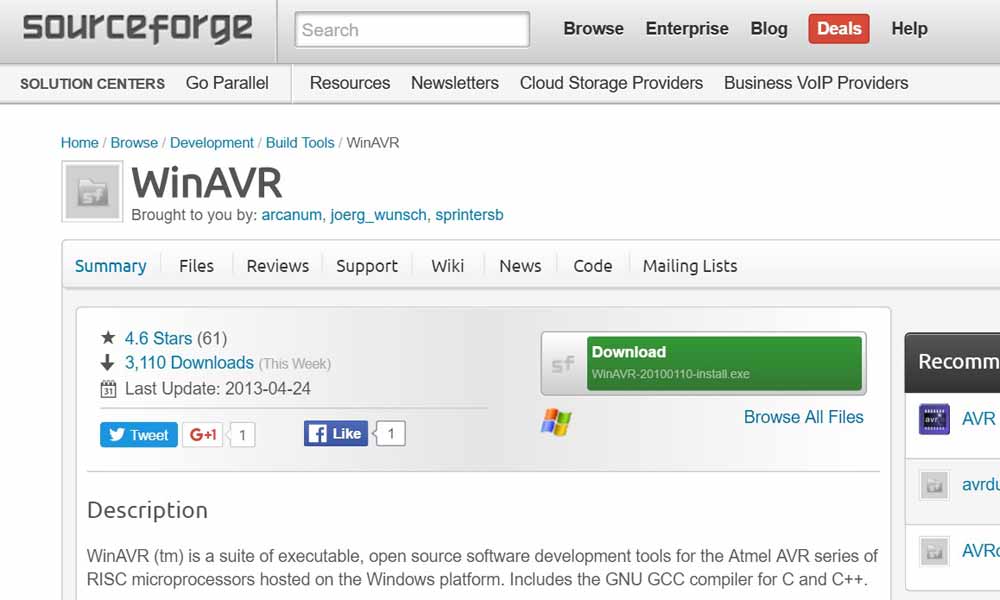 sourceforge
Search
Browse Enterprise Blog Deals Help
SOLUTION CENTERS Go Parallel Resources Newsletters Cloud Storage Providers Business VoIP Providers
Home / Browse / Development / Build Tools / WinAVR
sf
WinAVR
Brought to you by: arcanum, joerg_wunsch, sprintersb
Summary Files Reviews Support Wiki News Code Mailing Lists
4.6 Stars (61)
3,110 Downloads (This Week)
31 Last Update: 2013-04-24
Tweet G+1 1 Like 1
sf Download
WinAVR-20100110-install.exe
Browse All Files
Description
WinAVR (tm) is a suite of executable, open source software development tools for the Atmel AVR series of
RISC microprocessors hosted on the Windows platform. Includes the GNU GCC compiler for C and C++.
Recomm
AVR
avrdu